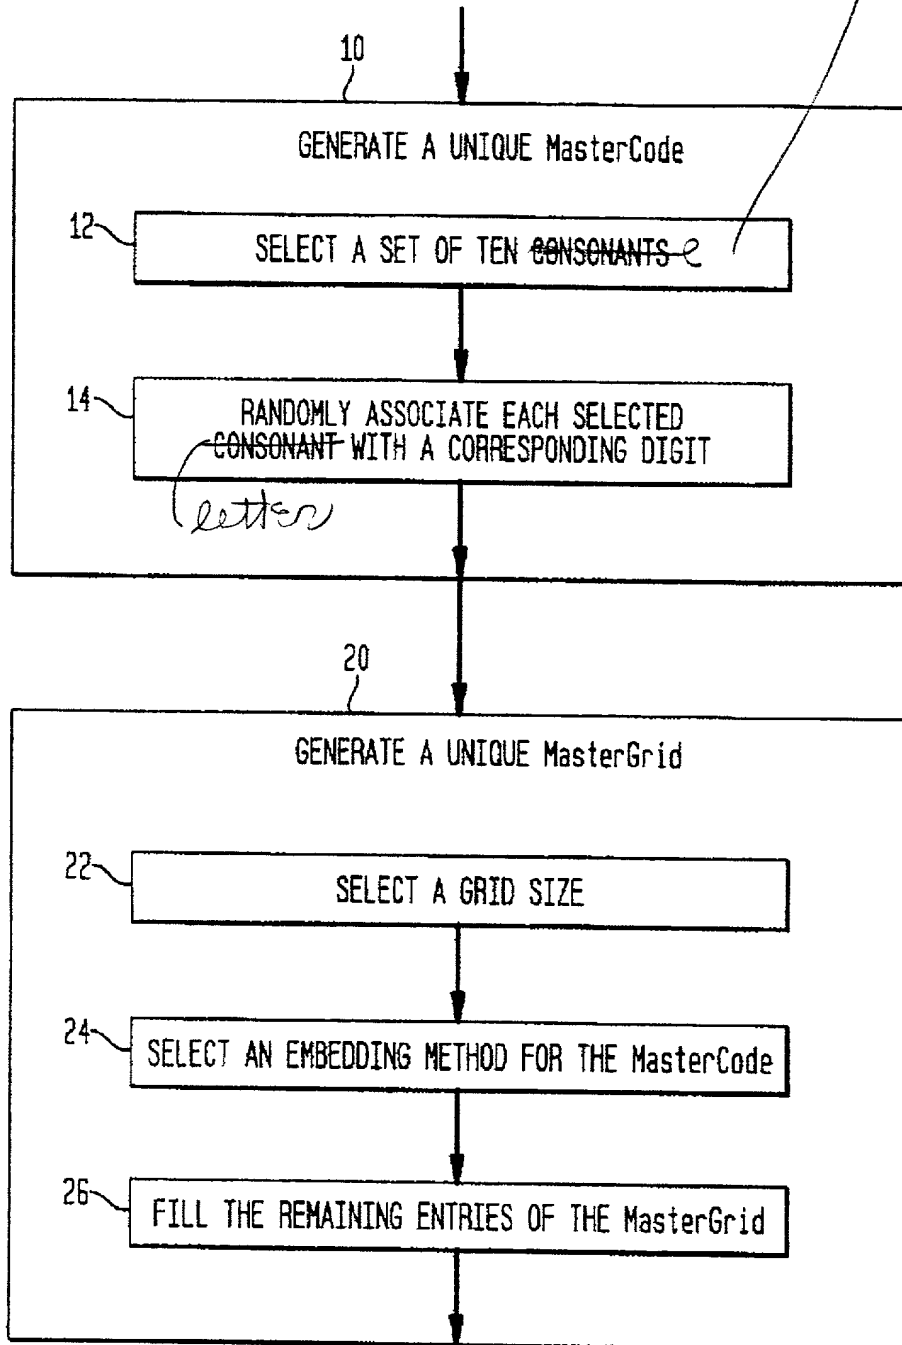 10
GENERATE A UNIQUE MasterCode
12
SELECT A SET OF TEN CONSONANTS e
14
RANDOMLY ASSOCIATE EACH SELECTED
CONSONANT WITH A CORRESPONDING DIGIT
letter
20
GENERATE A UNIQUE MasterGrid
22
SELECT A GRID SIZE
24
SELECT AN EMBEDDING METHOD FOR THE MasterCode
26
FILL THE REMAINING ENTRIES OF THE MasterGrid